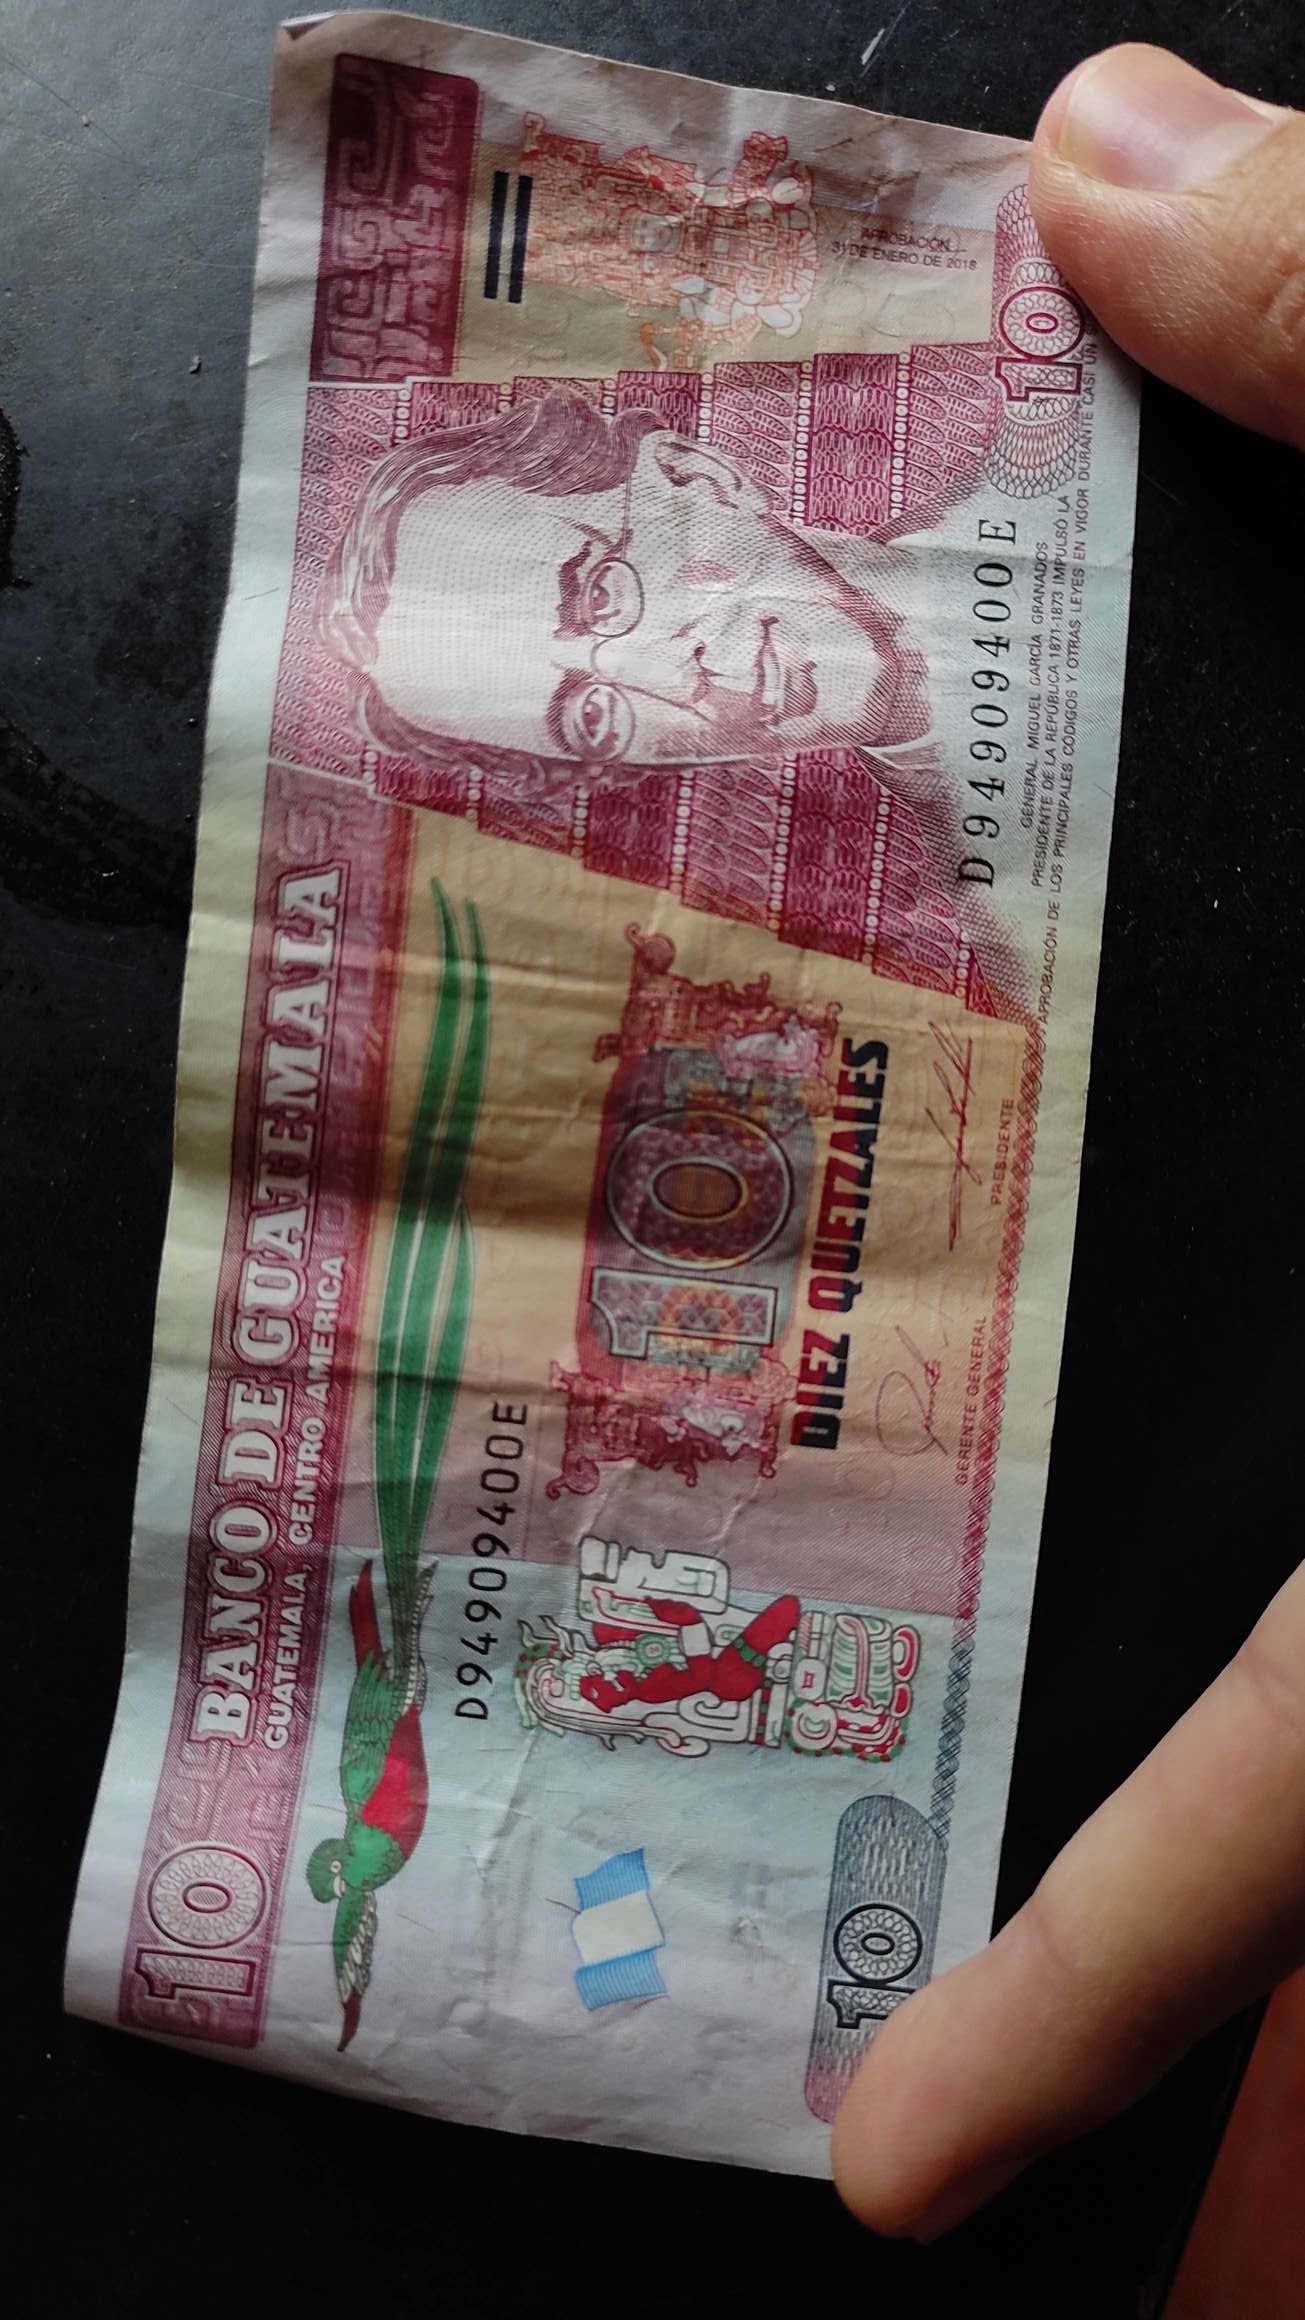 10 BANCO DE GUATEMALA
GUATEMALA, CENTRO AMERICA
D94909400E
APROBACIÓN
31 DE ENERO DE 2018
10
DIEZ QUETZALES
GERENTE GENERAL
PRESIDENTE
D94909400E
10
10
GENERAL MIGUEL GARCÍA GRANADOS
PRESIDENTE DE LA REPÚBLICA 1871-1873 IMPULSÓ LA
APROBACIÓN DE LOS PRINCIPALES CÓDIGOS Y OTRAS LEYES EN VIGOR DURANTE CASI UN